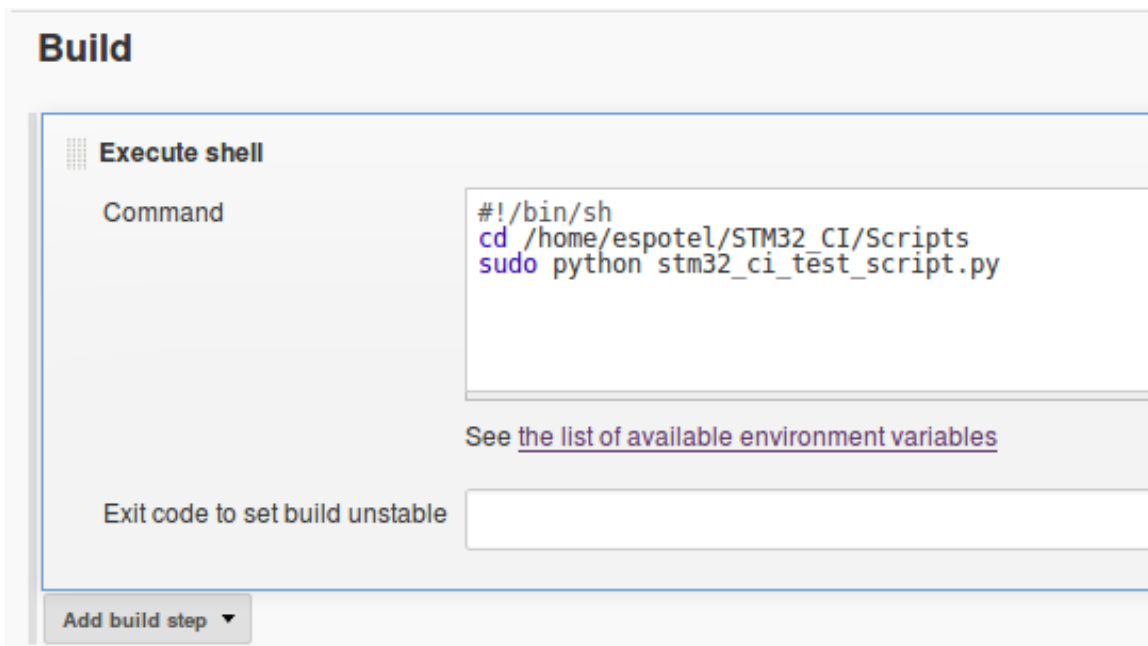 Build
Execute shell
Command
#!/bin/sh
cd /home/espotel/STM32_CI/Scripts
sudo python stm32_ci_test_script.py
See the list of available environment variables
Exit code to set build unstable
Add build step